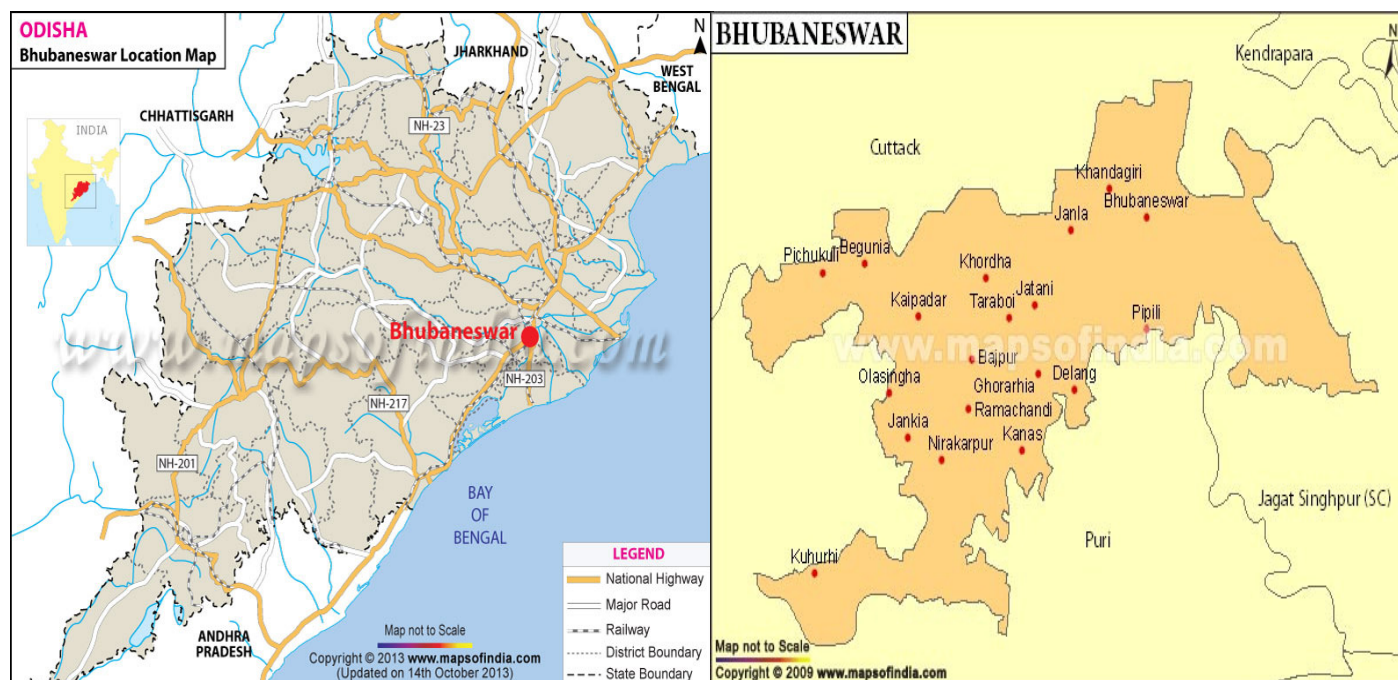 ODISHA
Bhubaneswar Location Map
N
JHARKHAND
WEST
BENGAL
CHHATTISGARH
NH-23
INDIA
Bhubaneswar
www.mapsofindia.com
NH-203
NH-217
NH-201
BAY
OF
BENGAL
ANDHRA
PRADESH
LEGEND
National Highway
Major Road
Railway
District Boundary
State Boundary
Map not to Scale
Copyright © 2013 www.mapsofindia.com
(Updated on 14th October 2013)
BHUBANESWAR
N
Kendrapara
Cuttack
Khandagiri
Bhubaneswar
Janla
Pichukuli
Begunia
Khordha
Jatani
Kaipadar
Taraboi
Pipili
www.mapsofindia.com
Bajpur
Olasingha
Ghorarhia
Delang
Ramachandi
Jankia
Nirakarpur
Kanas
Jagat Singhpur (SC)
Puri
Kuhurhi
Map not to Scale
Copyright © 2009 www.mapsofindia.com